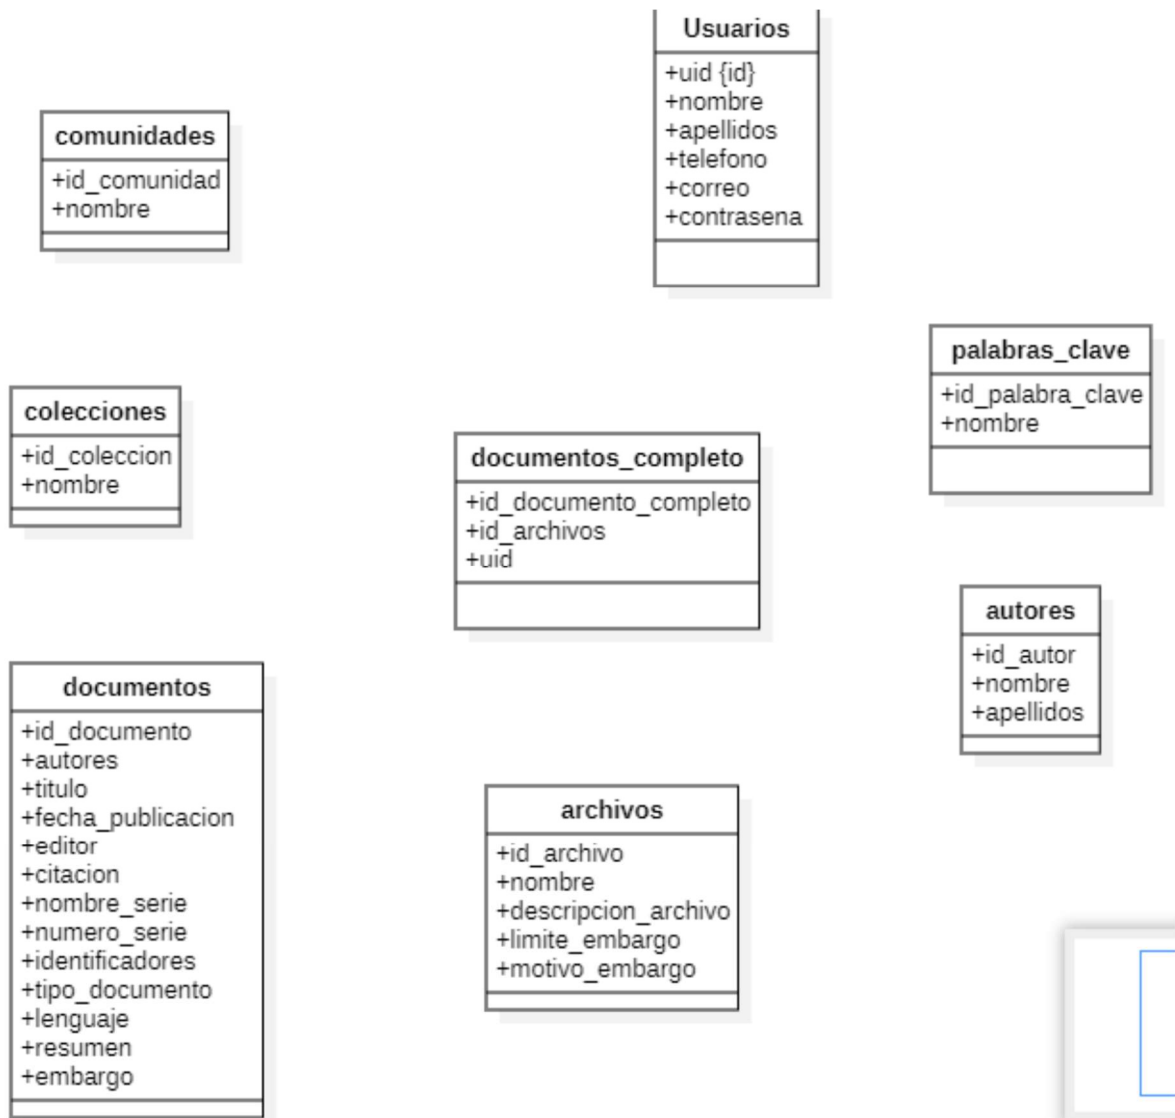 Usuarios
+uid {id}
+nombre
+apellidos
+telefono
+correo
+contrasena
comunidades
+id_comunidad
+nombre
palabras_clave
+id_palabra_clave
+nombre
colecciones
+id_coleccion
+nombre
documentos_completo
+id_documento_completo
+id_archivos
+uid
autores
+id_autor
+nombre
+apellidos
documentos
+id_documento
+autores
+titulo
+fecha_publicacion
+editor
+citacion
+nombre_serie
+numero_serie
+identificadores
+tipo_documento
+lenguaje
+resumen
+embargo
archivos
+id_archivo
+nombre
+descripcion_archivo
+limite_embargo
+motivo_embargo